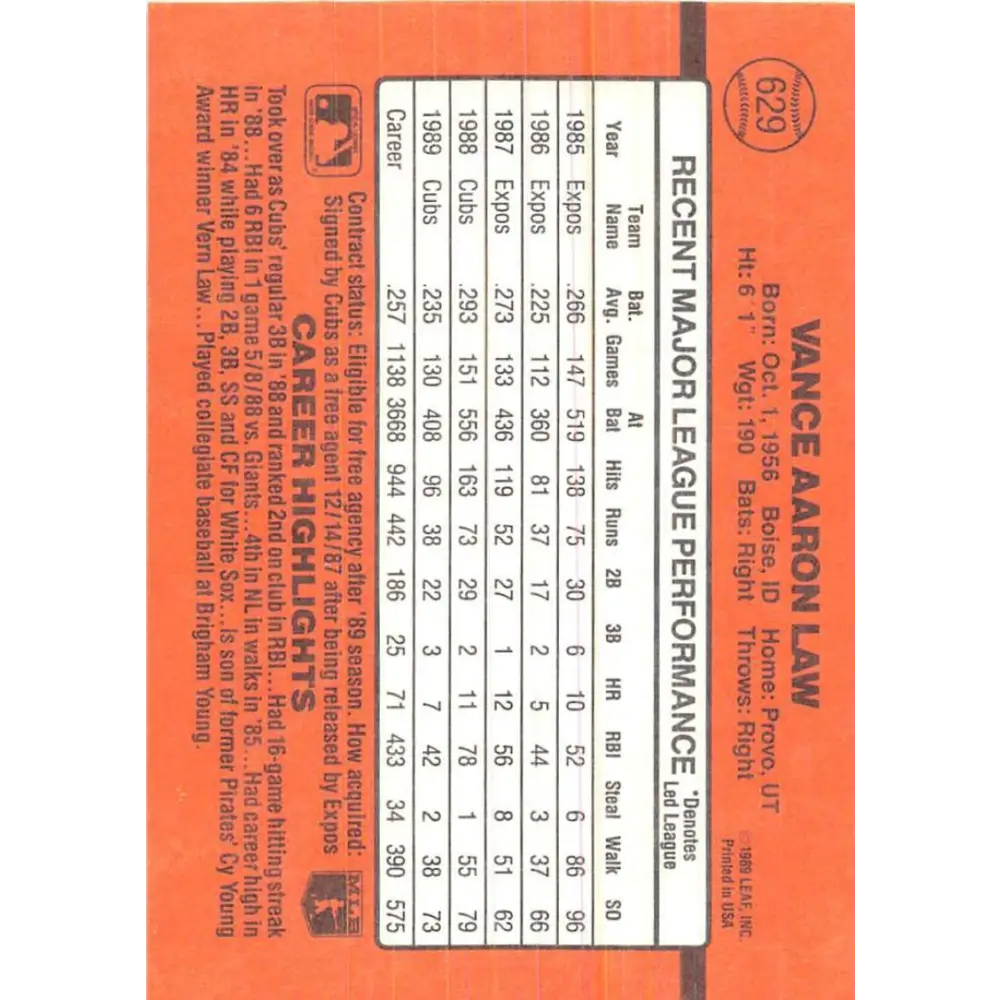 629
VANCE AARON LAW
Born: Oct. 1, 1956 Boise, ID Home: Provo, UT
Ht: 6'1" Wgt: 190 Bats: Right Throws: Right
©1989 LEAF, INC.
Printed in USA
RECENT MAJOR LEAGUE PERFORMANCE *Denotes Led League
Year Team Name Bat. Avg. Games At Bat Hits Runs 2B 3B HR RBI Steal Walk SO
1985 Expos .266 147 519 138 75 30 6 10 52 6 86 96
1986 Expos .225 112 360 81 37 17 2 5 44 3 37 66
1987 Expos .273 133 436 119 52 27 1 12 56 8 51 62
1988 Cubs .293 151 556 163 73 29 2 11 78 1 55 79
1989 Cubs .235 130 408 96 38 22 3 7 42 2 38 73
Career .257 1138 3668 944 442 186 25 71 433 34 390 575
Contract status: Eligible for free agency after '89 season. How acquired:
Signed by Cubs as a free agent 12/14/87 after being released by Expos
MLB
CAREER HIGHLIGHTS
Took over as Cubs' regular 3B in '88 and ranked 2nd on club in RBI...Had 16-game hitting streak
in '88...Had 6 RBI in 1 game 5/8/88 vs. Giants...4th in NL in walks in '85...Had career high in
HR in '84 while playing 2B, 3B, SS and CF for White Sox...Is son of former Pirates' Cy Young
Award winner Vern Law...Played collegiate baseball at Brigham Young.